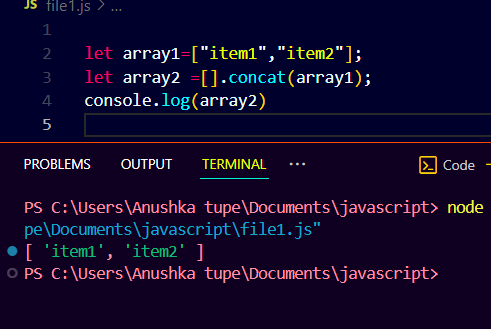 JS file1.js > ...
1
2 let array1=["item1","item2"];
3 let array2 =[].concat(array1);
4 console.log(array2)
5
PROBLEMS OUTPUT TERMINAL ... Code
PS C:\Users\Anushka tupe\Documents\javascript> node
pe\Documents\javascript\file1.js"
[ 'item1', 'item2' ]
PS C:\Users\Anushka tupe\Documents\javascript>